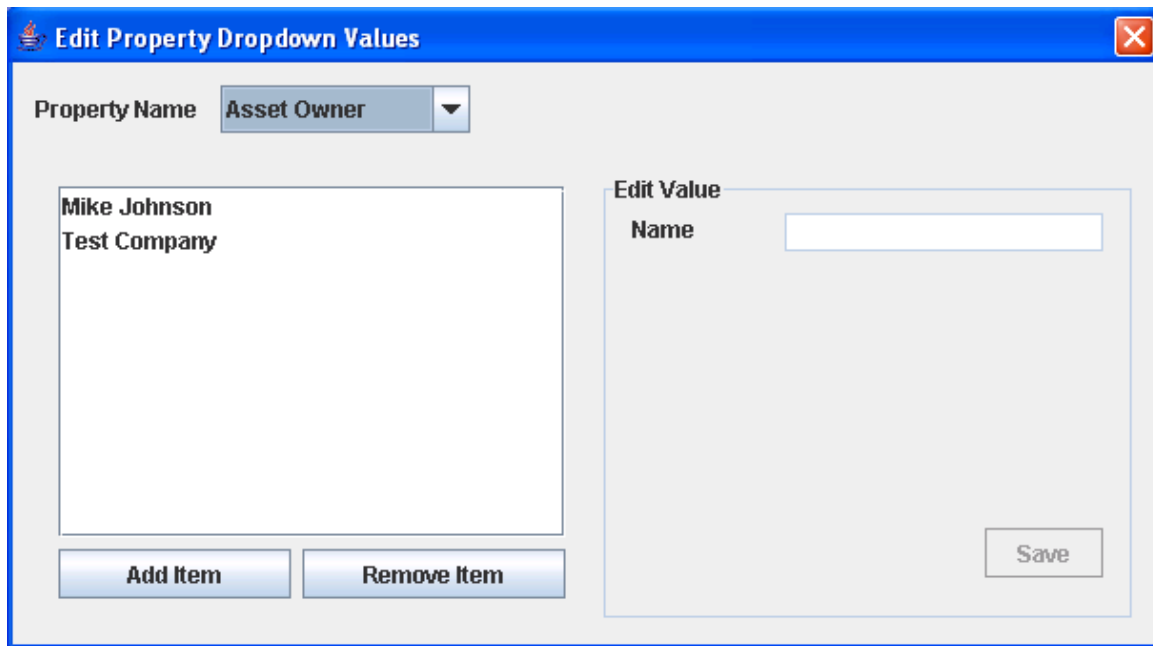 Edit Property Dropdown Values
Property Name Asset Owner
Mike Johnson
Test Company
Add Item Remove Item
Edit Value
Name
Save